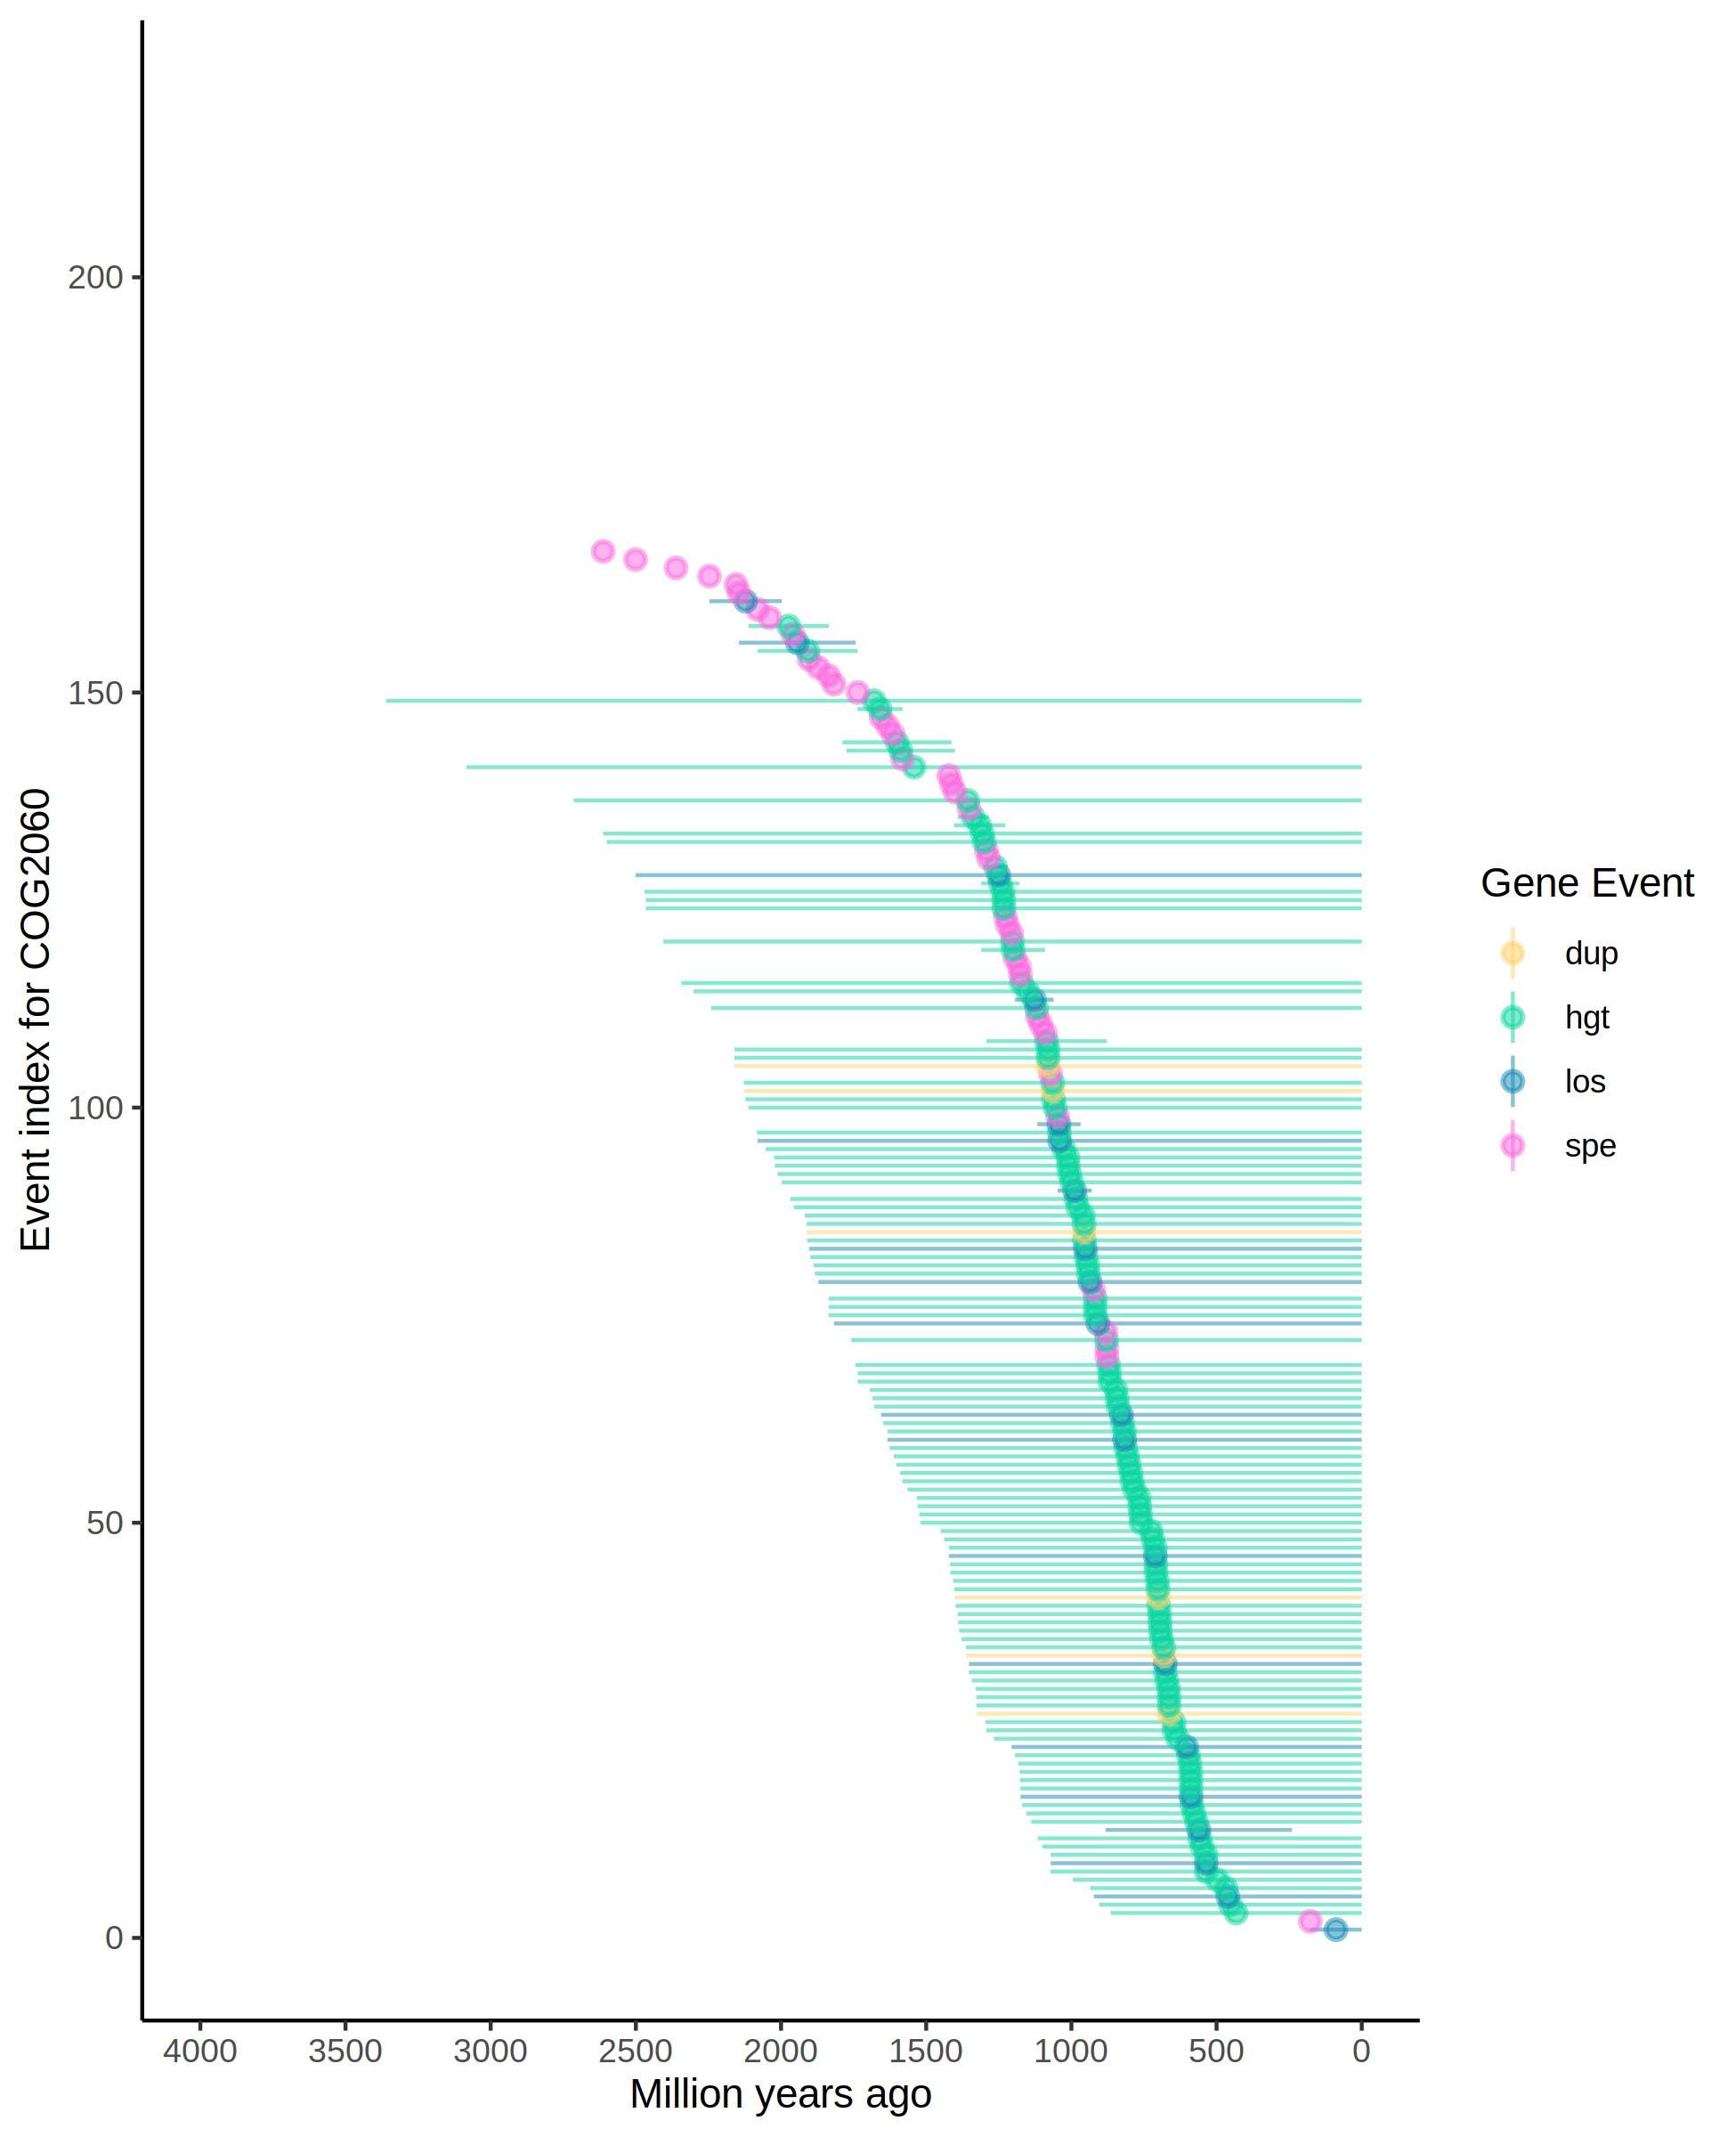 Event index for COG2060
200
150
100
50
0
4000 3500 3000 2500 2000 1500 1000 500 0
Million years ago
Gene Event
dup
hgt
los
spe